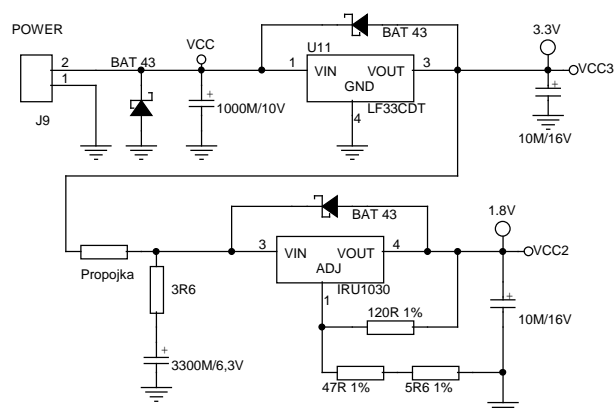 POWER
2
1
J9
BAT 43
VCC
1000M/10V
+
U11
1
VIN
VOUT
3
GND
LF33CDT
4
BAT 43
3.3V
VCC3
+
10M/16V
Propojka
3R6
+
3300M/6,3V
BAT 43
3
VIN
VOUT
4
ADJ
IRU1030
1
120R 1%
47R 1%
5R6 1%
1.8V
VCC2
+
10M/16V